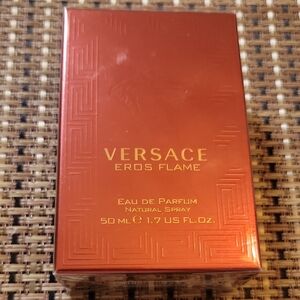 VERSACE
EROS FLAME
EAU DE PARFUM
NATURAL SPRAY
50 ML ℮ 1.7 US FL.OZ.